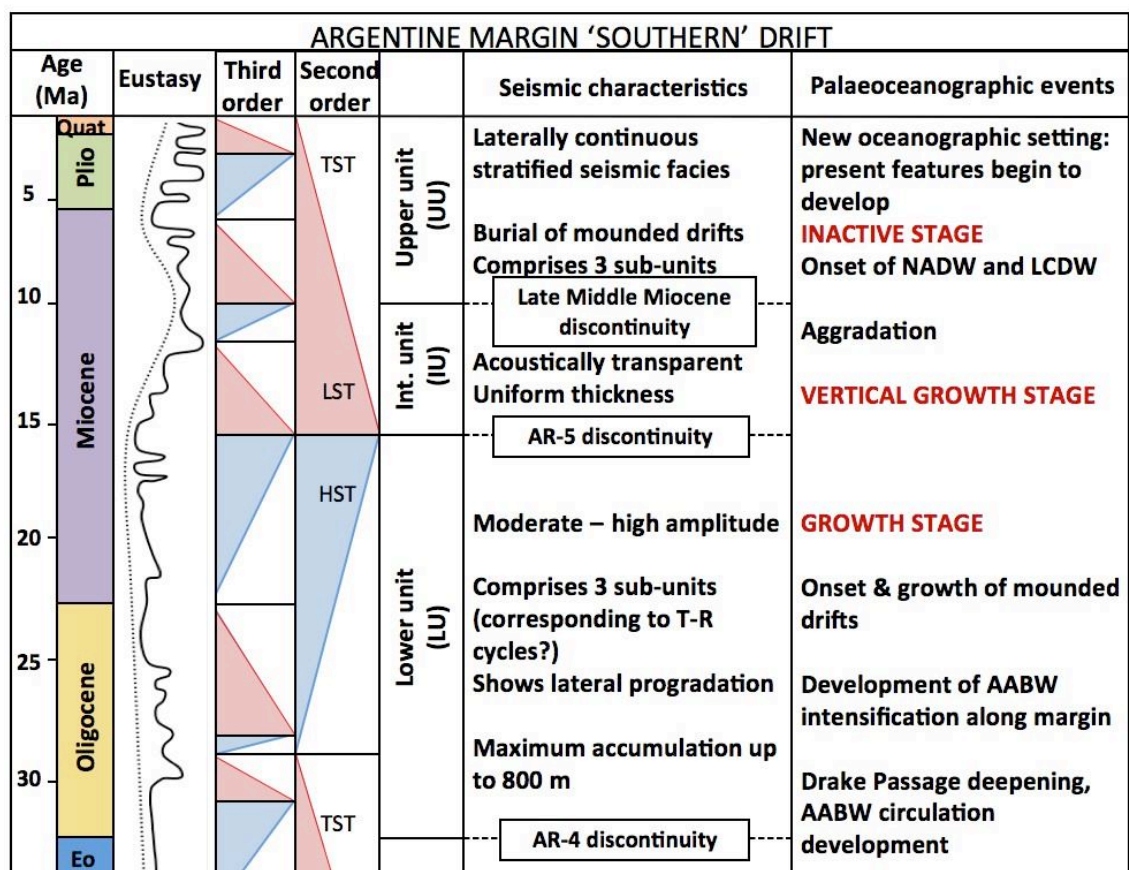 ARGENTINE MARGIN ‘SOUTHERN’ DRIFT
Age
(Ma)
Eustasy
Third
order
Second
order
Seismic characteristics
Palaeoceanographic events
5
10
15
20
25
30
Quat
Plio
Miocene
Oligocene
Eo
TST
LST
HST
TST
Upper unit
(UU)
Int. unit
(IU)
Lower unit
(LU)
Laterally continuous
stratified seismic facies
Burial of mounded drifts
Comprises 3 sub-units
Late Middle Miocene
discontinuity
Acoustically transparent
Uniform thickness
AR-5 discontinuity
Moderate – high amplitude
Comprises 3 sub-units
(corresponding to T-R
cycles?)
Shows lateral progradation
Maximum accumulation up
to 800 m
AR-4 discontinuity
New oceanographic setting:
present features begin to
develop
INACTIVE STAGE
Onset of NADW and LCDW
Aggradation
VERTICAL GROWTH STAGE
GROWTH STAGE
Onset & growth of mounded
drifts
Development of AABW
intensification along margin
Drake Passage deepening,
AABW circulation
development